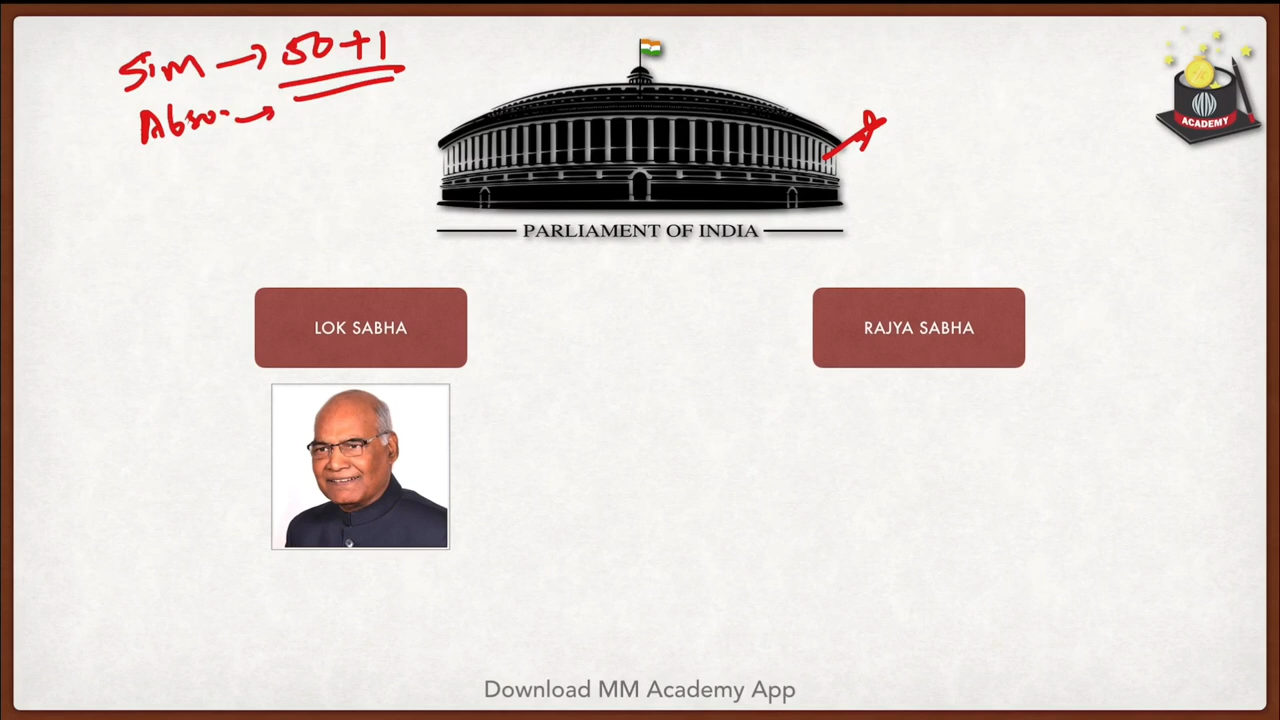 Sim → 50+1
Abso- →
PARLIAMENT OF INDIA
LOK SABHA
RAJYA SABHA
ACADEMY
Download MM Academy App